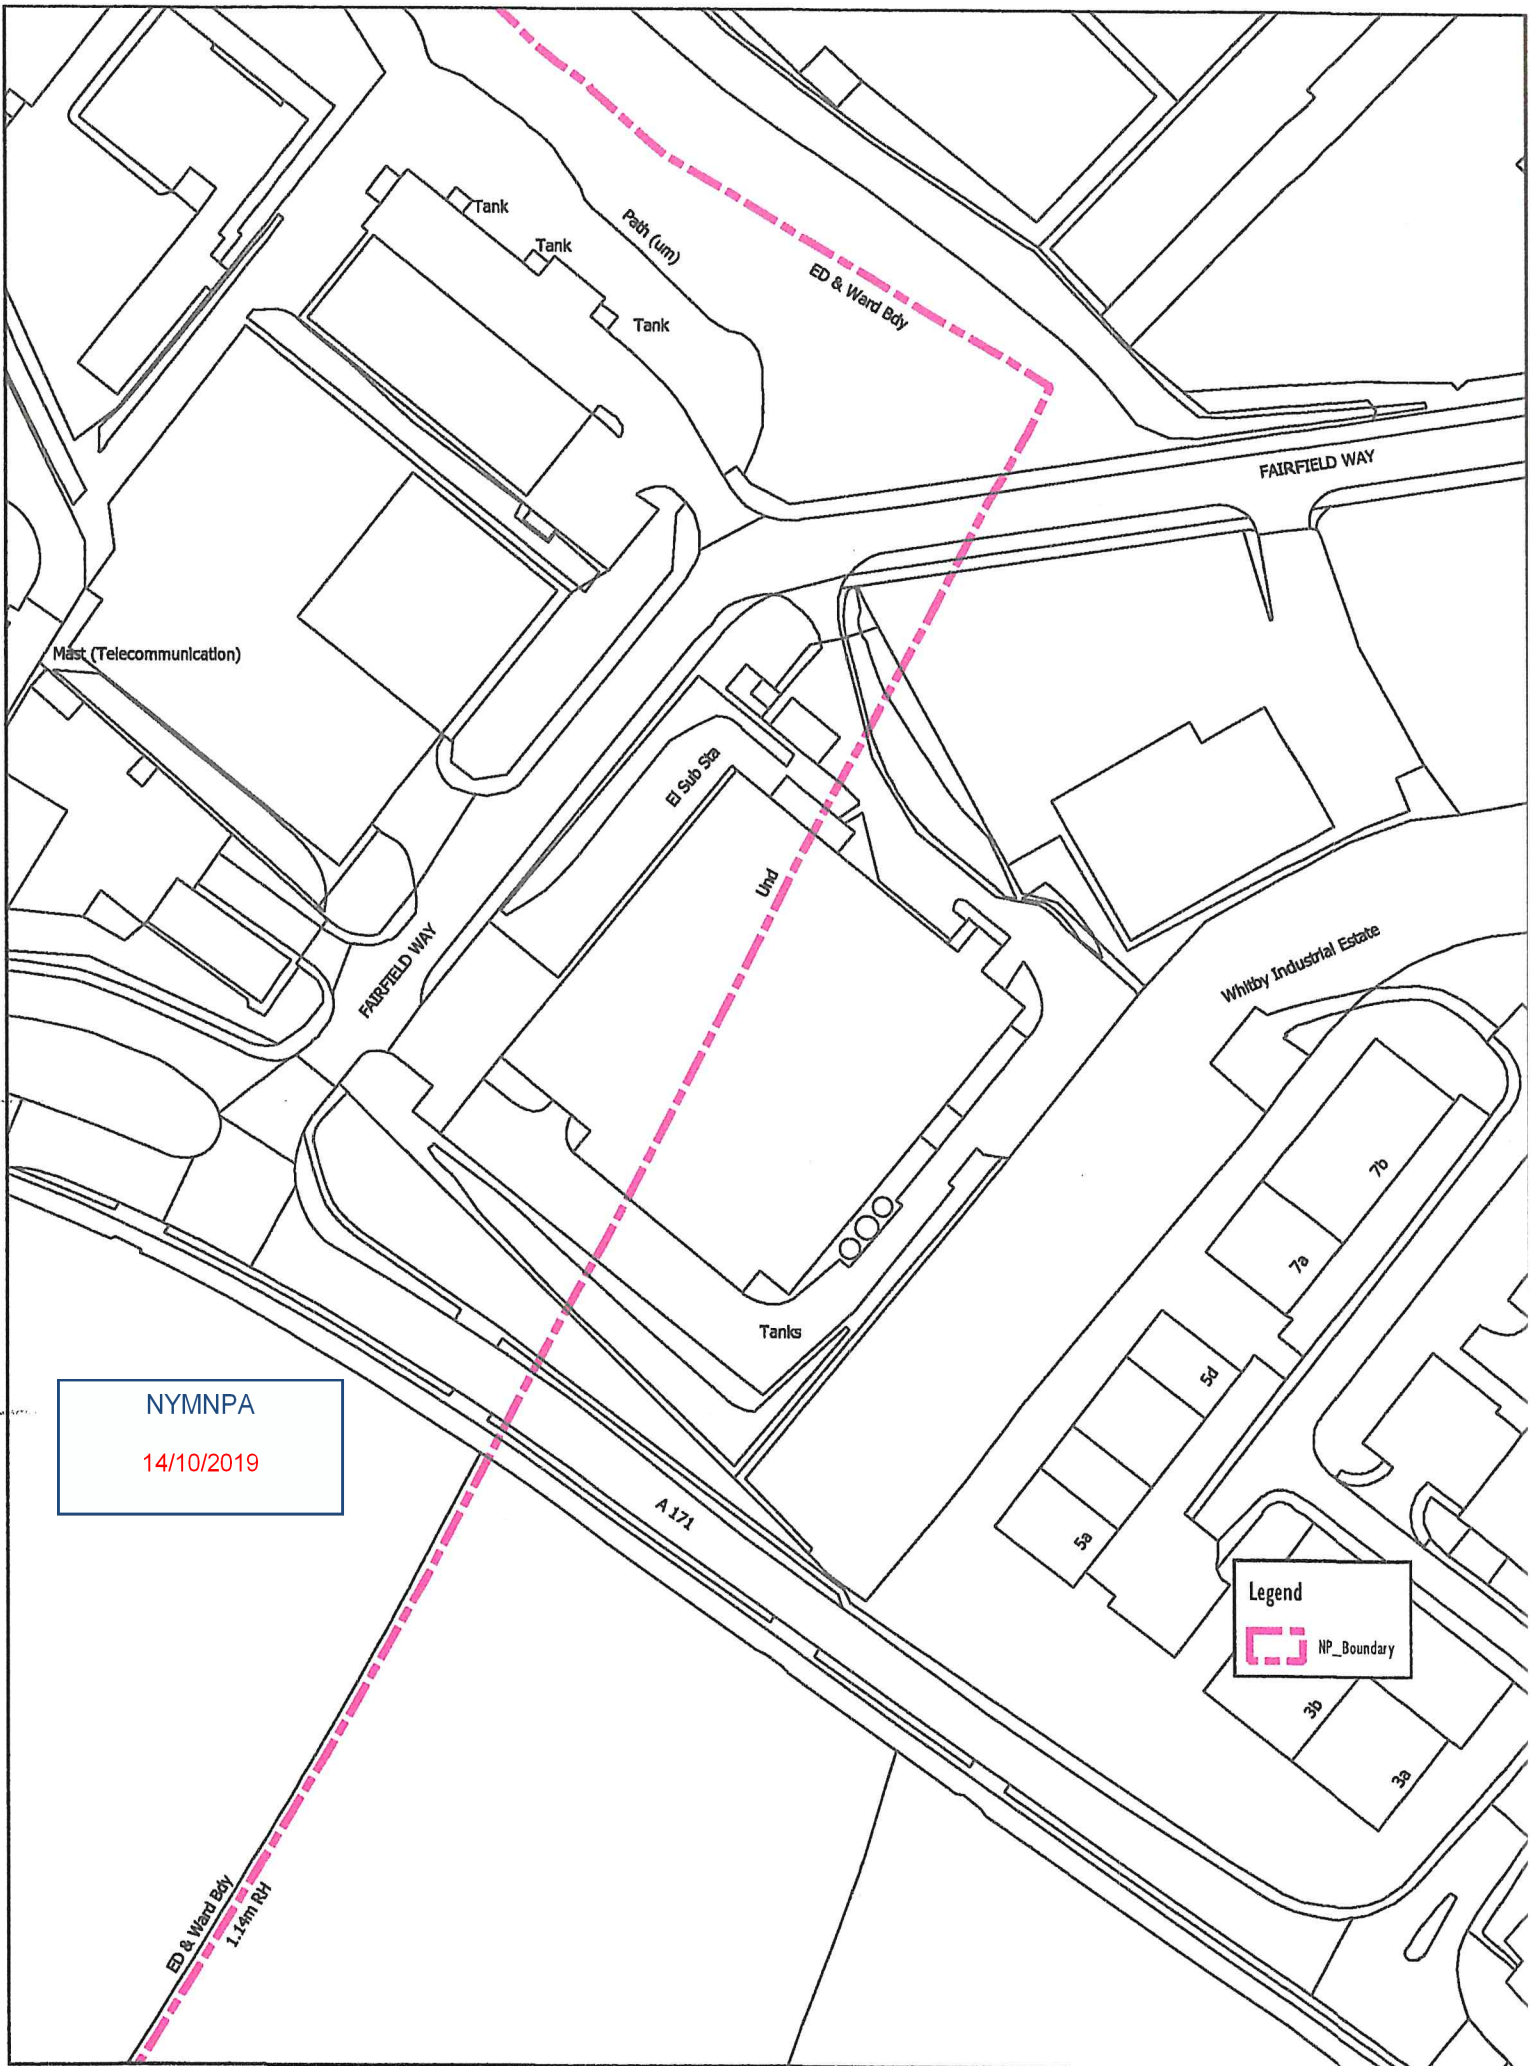 Tank
Tank
Tank
Path (um)
ED & Ward Bdy
FAIRFIELD WAY
Mast (Telecommunication)
El Sub Sta
Und
FAIRFIELD WAY
Whitby Industrial Estate
7b
7a
Tanks
5d
NYMNPA
14/10/2019
A 171
5a
Legend
NP_Boundary
3b
3a
ED & Ward Bdy
1.14m RH